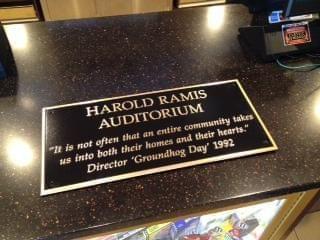 HAROLD RAMIS
AUDITORIUM
"It is not often that an entire community takes
us into both their homes and their hearts."
Director 'Groundhog Day' 1992